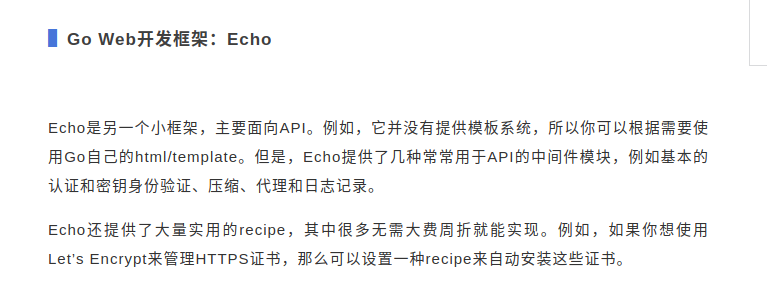 Go Web开发框架：Echo
Echo是另一个小框架，主要面向API。例如，它并没有提供模板系统，所以你可以根据需要使
用Go自己的html/template。但是，Echo提供了几种常常用于API的中间件模块，例如基本的
认证和密钥身份验证、压缩、代理和日志记录。
Echo还提供了大量实用的recipe，其中很多无需大费周折就能实现。例如，如果你想使用
Let's Encrypt来管理HTTPS证书，那么可以设置一种recipe来自动安装这些证书。